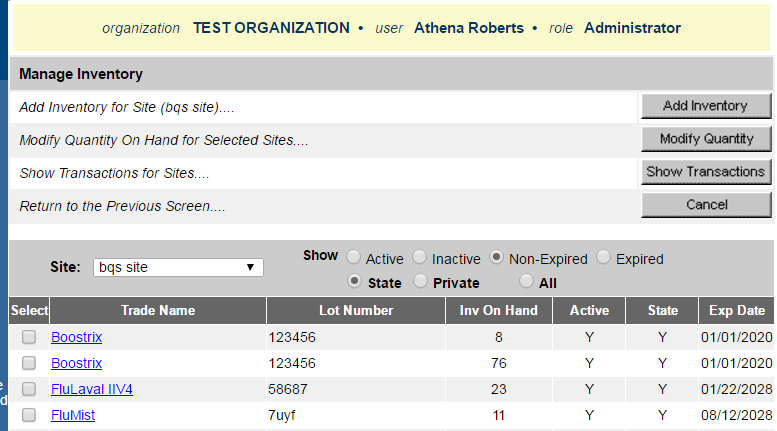 organization TEST ORGANIZATION • user Athena Roberts • role Administrator
Manage Inventory
Add Inventory for Site (bqs site).... Add Inventory
Modify Quantity On Hand for Selected Sites.... Modify Quantity
Show Transactions for Sites.... Show Transactions
Return to the Previous Screen.... Cancel
Site: bqs site Show Active Inactive Non-Expired Expired
State Private All
Select Trade Name Lot Number Inv On Hand Active State Exp Date
Boostrix 123456 8 Y Y 01/01/2020
Boostrix 123456 76 Y Y 01/01/2020
FluLaval IIV4 58687 23 Y Y 01/22/2028
FluMist 7uyf 11 Y Y 08/12/2028